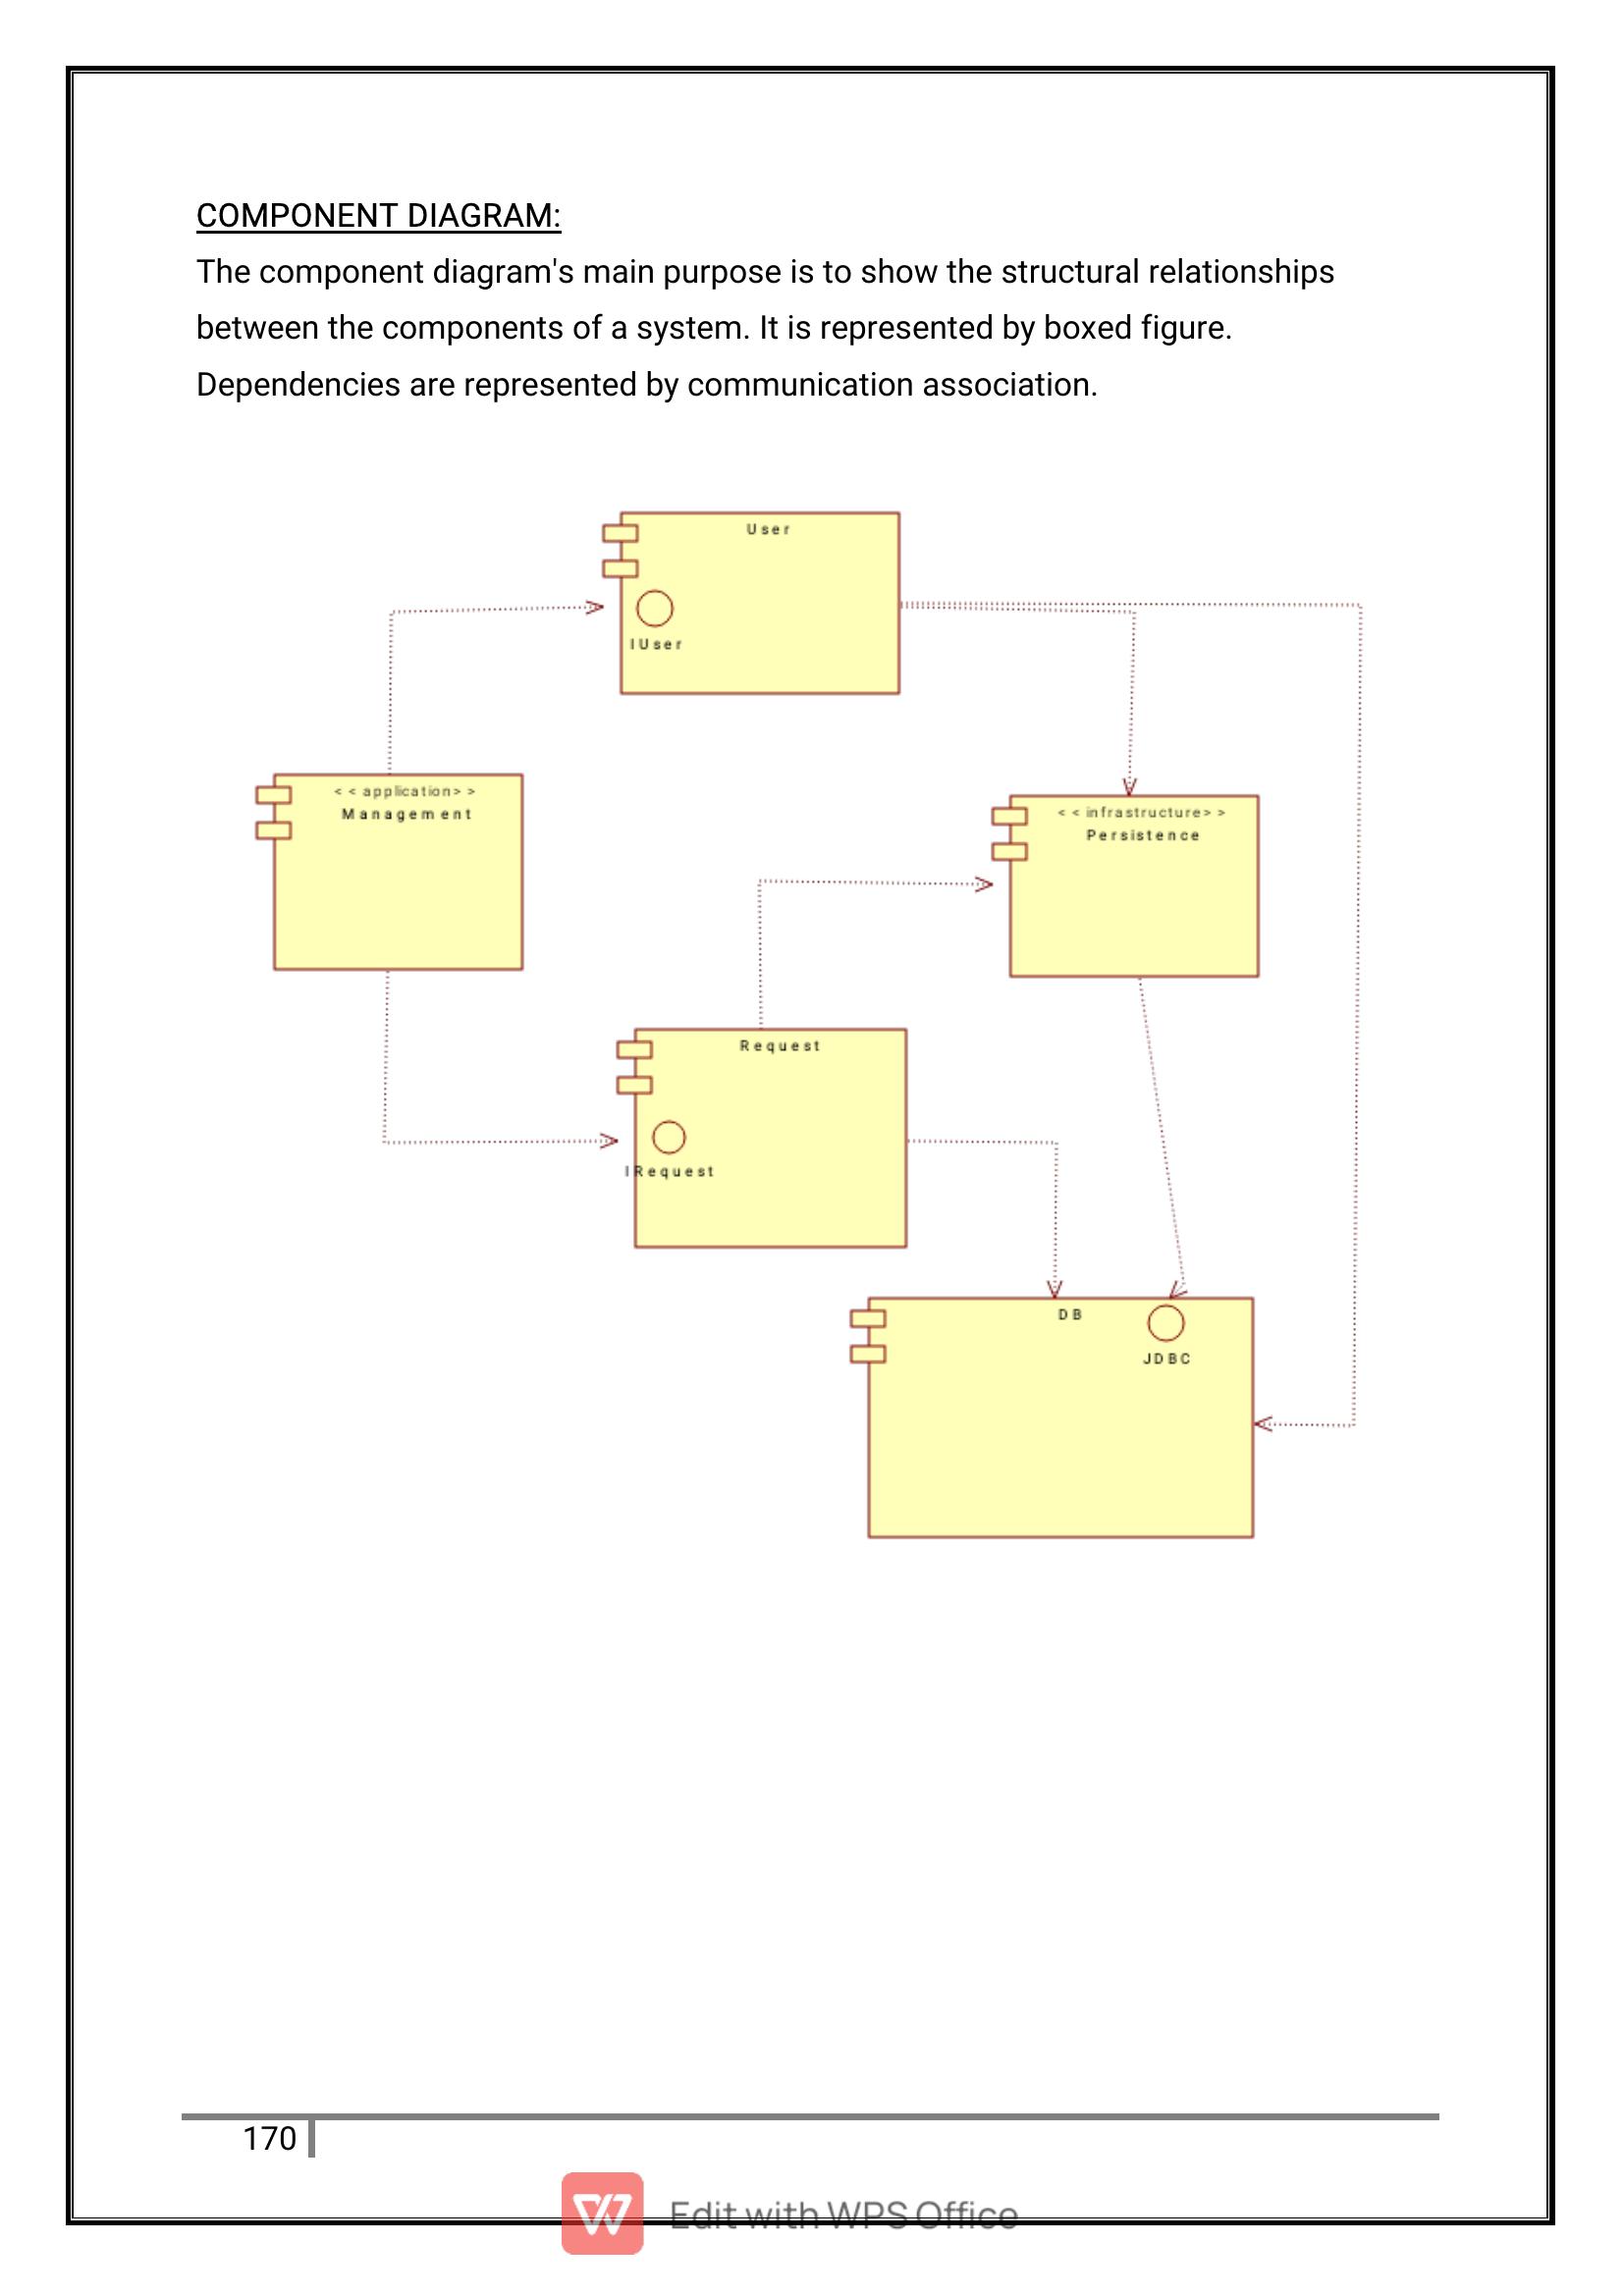 COMPONENT DIAGRAM:
The component diagram's main purpose is to show the structural relationships
between the components of a system. It is represented by boxed figure.
Dependencies are represented by communication association.
User
IUser
<<application>>
Management
<<infrastructure>>
Persistence
Request
IRequest
DB
JDBC
170
Edit with WPS Office